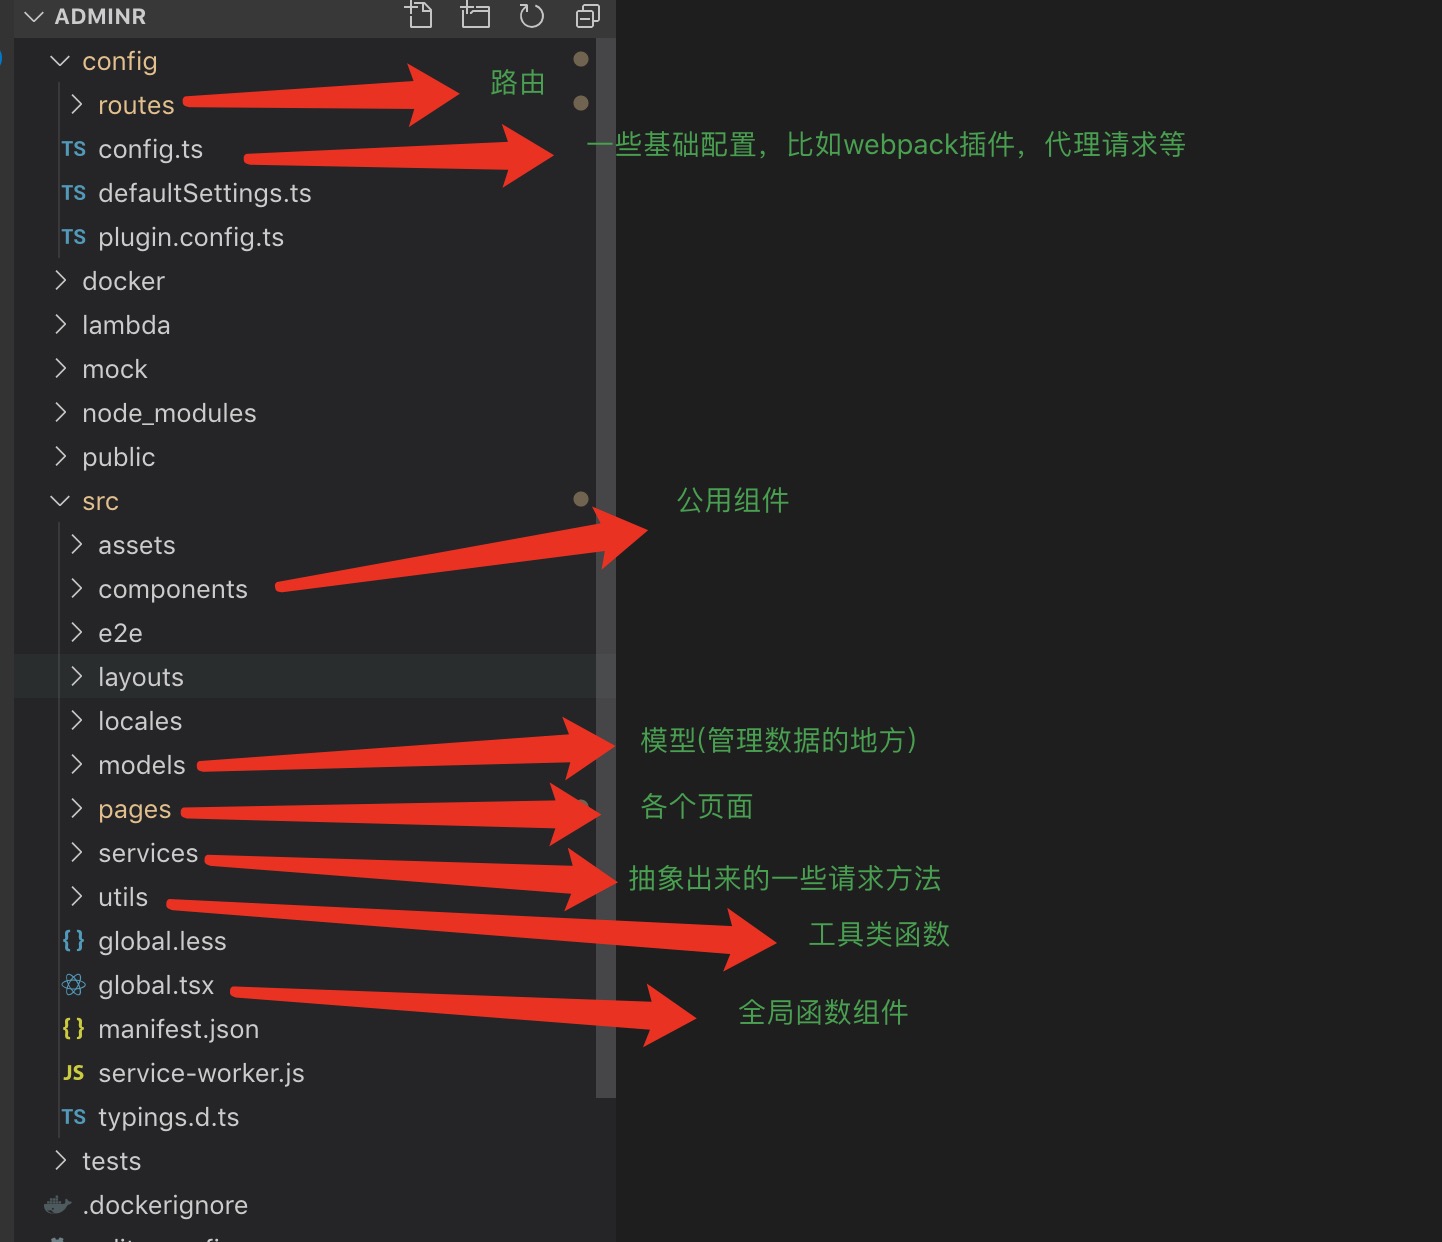 ADMINR
config
routes
路由
TS config.ts
一些基础配置，比如webpack插件，代理请求等
TS defaultSettings.ts
TS plugin.config.ts
docker
lambda
mock
node_modules
public
src
公用组件
assets
components
e2e
layouts
locales
models
模型(管理数据的地方)
pages
各个页面
services
抽象出来的一些请求方法
utils
工具类函数
{ } global.less
global.tsx
全局函数组件
{ } manifest.json
JS service-worker.js
TS typings.d.ts
tests
.dockerignore